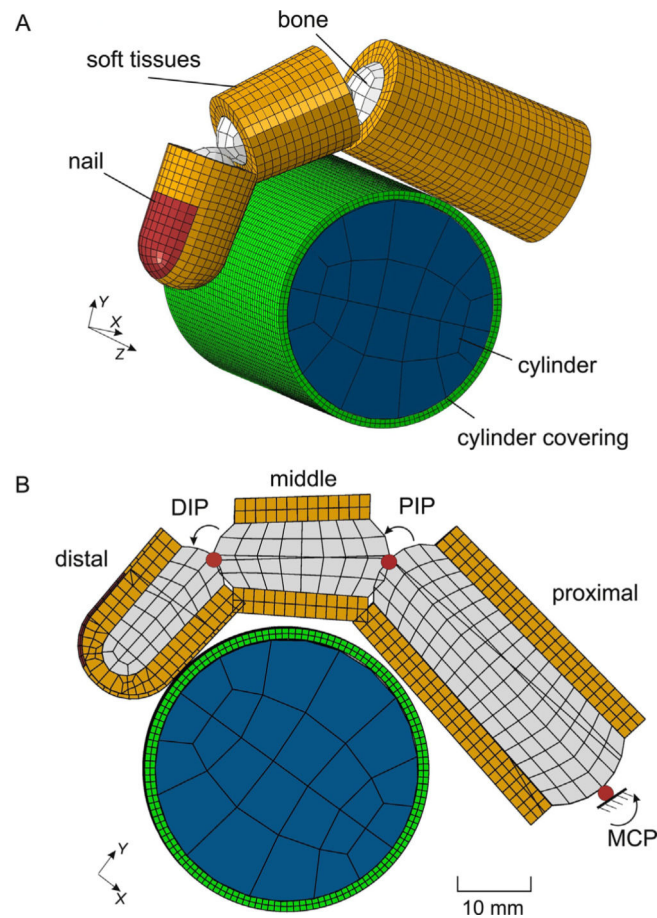 A
bone
soft tissues
nail
Y
X
Z
cylinder
cylinder covering
B
middle
DIP
PIP
distal
proximal
MCP
Y
X
10 mm